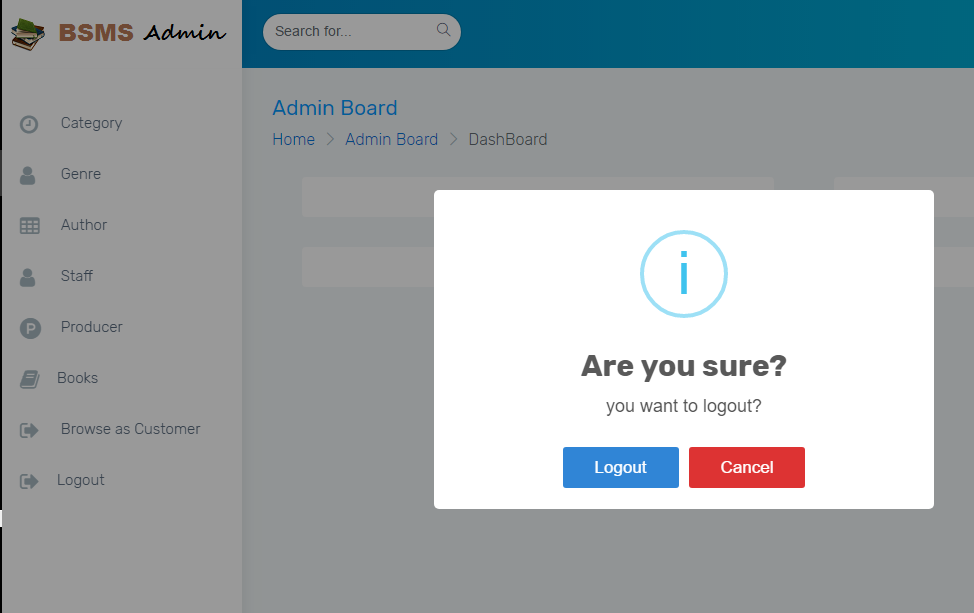 BSMS Admin
Search for...
Admin Board
Home > Admin Board > DashBoard
Category
Genre
Author
Staff
P Producer
Books
Browse as Customer
Logout
i
Are you sure?
you want to logout?
Logout Cancel